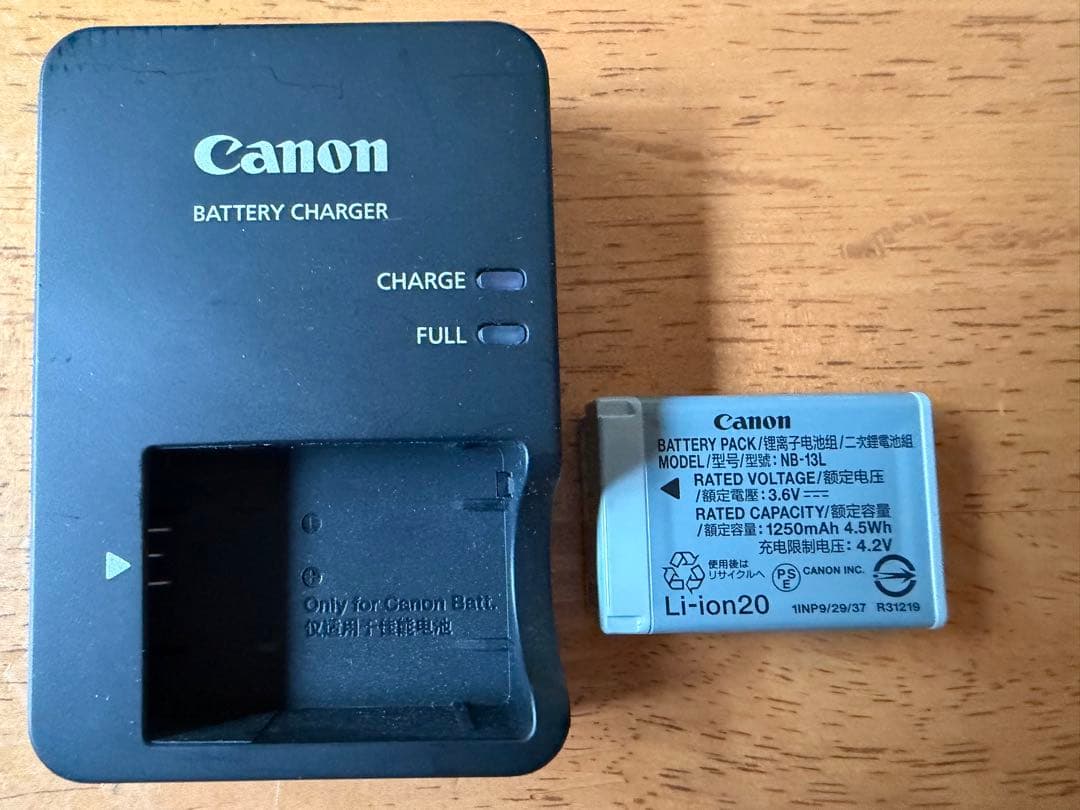 Canon
BATTERY CHARGER
CHARGE
FULL
Only for Canon Batt.
仅适用于佳能电池
Canon
BATTERY PACK/锂离子电池组/二次鋰電池組
MODEL/型号/型號: NB-13L
RATED VOLTAGE/额定电压
/額定電壓: 3.6V
RATED CAPACITY/额定容量
/額定容量: 1250mAh 4.5Wh
充电限制电压: 4.2V
使用後は
リサイクルへ
PSE
CANON INC.
Li-ion20
1INP9/29/37 R31219